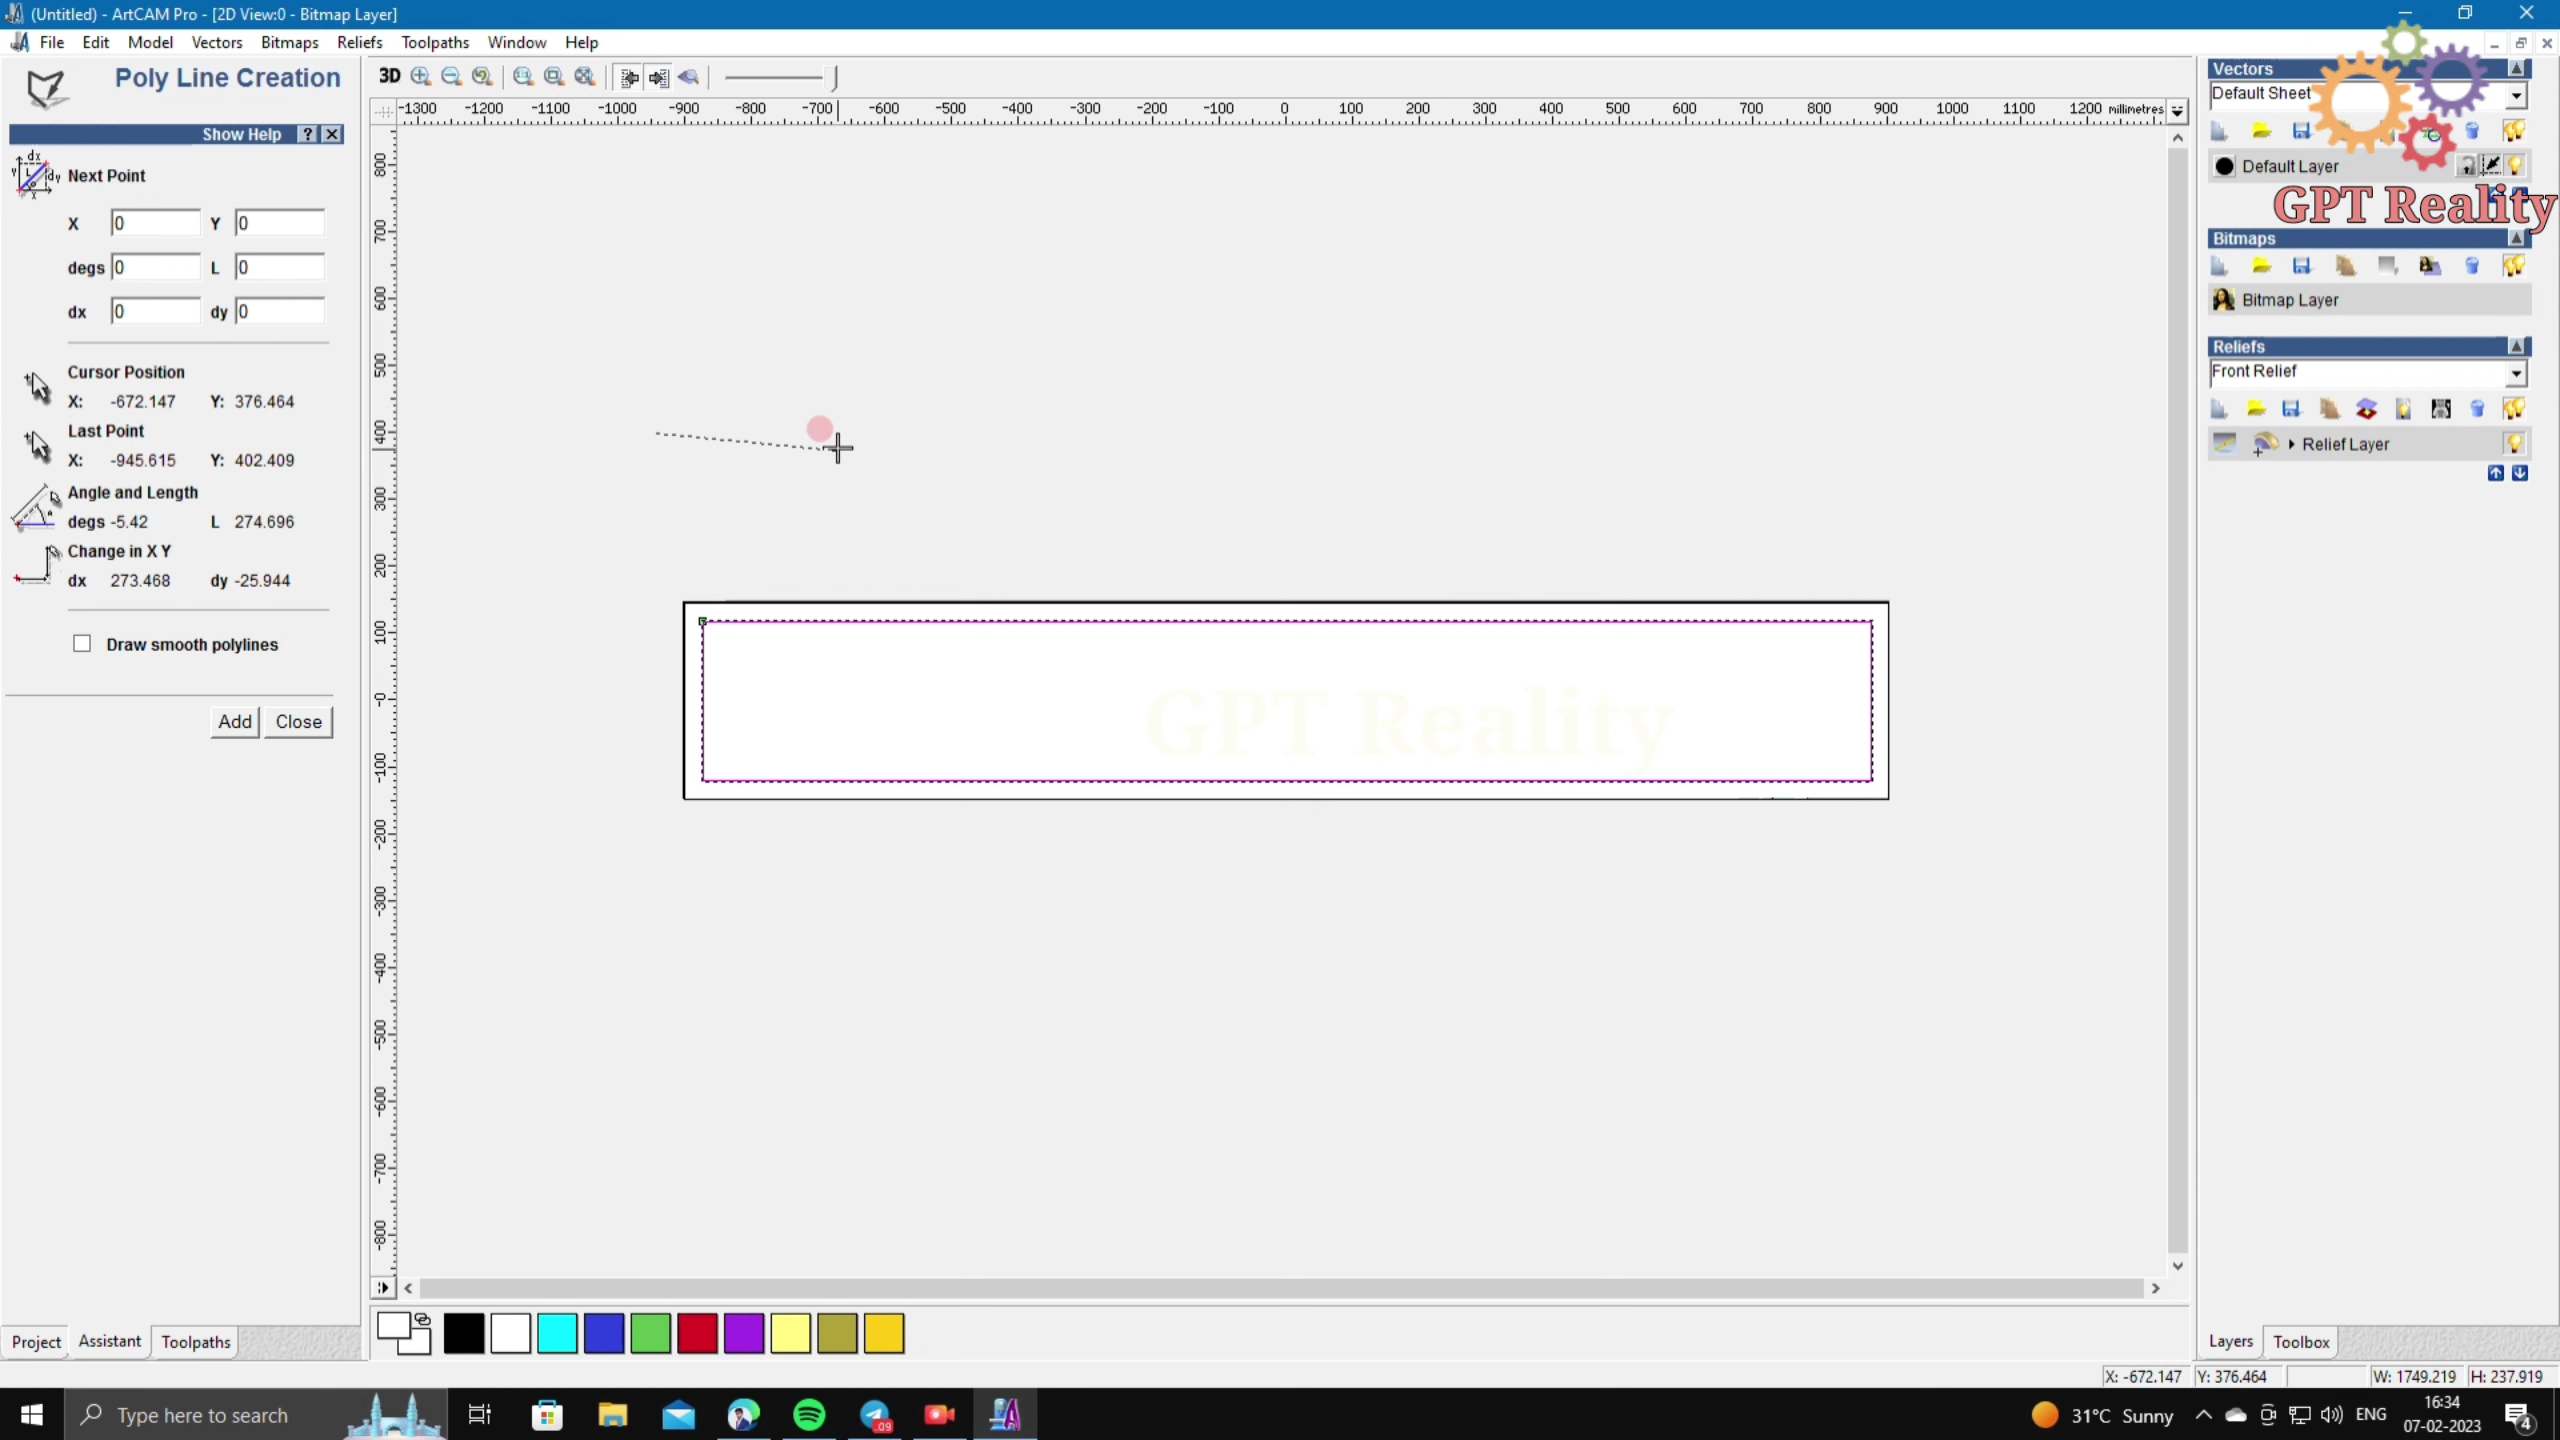 (Untitled) - ArtCAM Pro - [2D View:0 - Bitmap Layer]
File Edit Model Vectors Bitmaps Reliefs Toolpaths Window Help
Poly Line Creation
Show Help ?
Next Point
X 0 Y 0
degs 0 L 0
dx 0 dy 0
Cursor Position
X: -672.147 Y: 376.464
Last Point
X: -945.615 Y: 402.409
Angle and Length
degs -5.42 L 274.696
Change in X Y
dx 273.468 dy -25.944
Draw smooth polylines
Add Close
Project Assistant Toolpaths
3D
-1300 -1200 -1100 -1000 -900 -800 -700 -600 -500 -400 -300 -200 -100 0 100 200 300 400 500 600 700 800 900 1000 1100 1200 millimetres
800
700
600
500
400
300
200
100
-0
-100
-200
-300
-400
-500
-600
-700
-800
GPT Reality
Vectors
Default Sheet
Default Layer
GPT Reality
Bitmaps
Bitmap Layer
Reliefs
Front Relief
Relief Layer
Layers Toolbox
X: -672.147 Y: 376.464 W: 1749.219 H: 237.919
Type here to search
09
31°C Sunny
ENG
16:34
07-02-2023
4